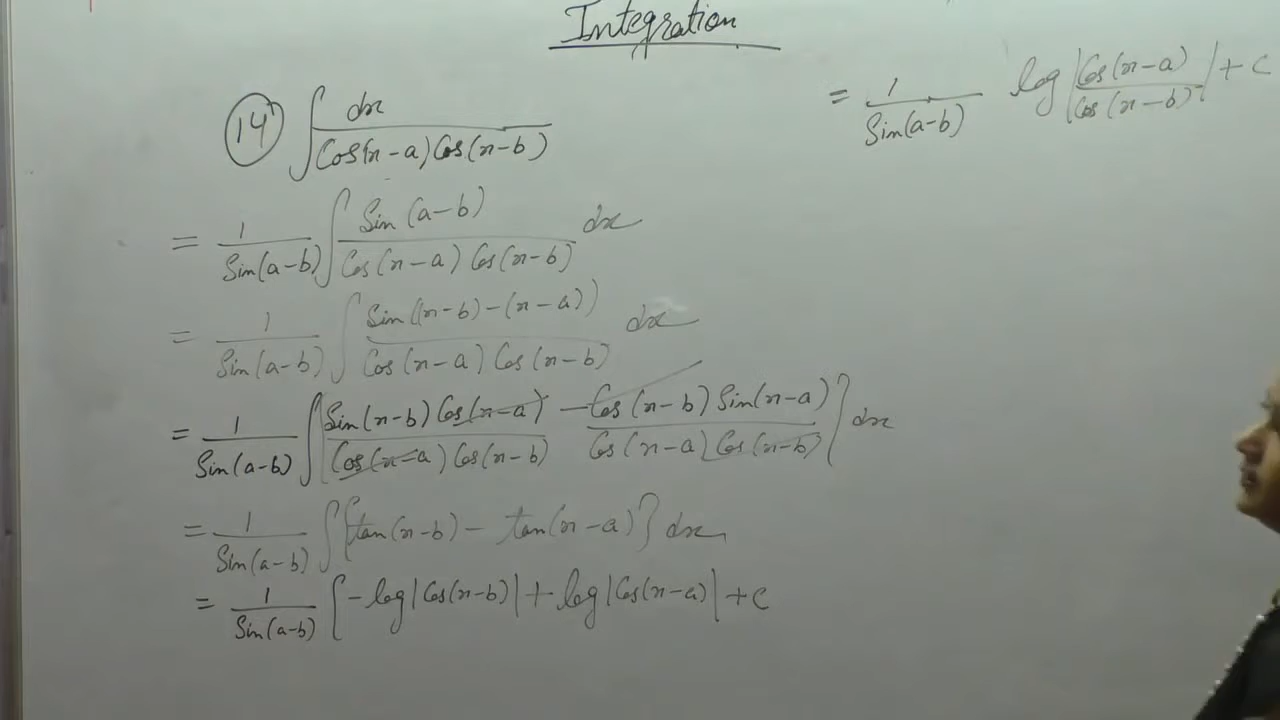 Integration
14 ∫ dx / Cos(x-a) Cos(x-b)
= 1/Sin(a-b) ∫ Sin(a-b) / Cos(x-a) Cos(x-b) dx
= 1/Sin(a-b) ∫ Sin((x-b)-(x-a)) / Cos(x-a) Cos(x-b) dx
= 1/Sin(a-b) ∫ [Sin(x-b) Cos(x-a) / Cos(x-a) Cos(x-b) - Cos(x-b) Sin(x-a) / Cos(x-a) Cos(x-b)] dx
= 1/Sin(a-b) ∫ {tan(x-b) - tan(x-a)} dx
= 1/Sin(a-b) [-log|Cos(x-b)| + log|Cos(x-a)| + c
= 1/Sin(a-b) log|Cos(x-a)/Cos(x-b)| + c